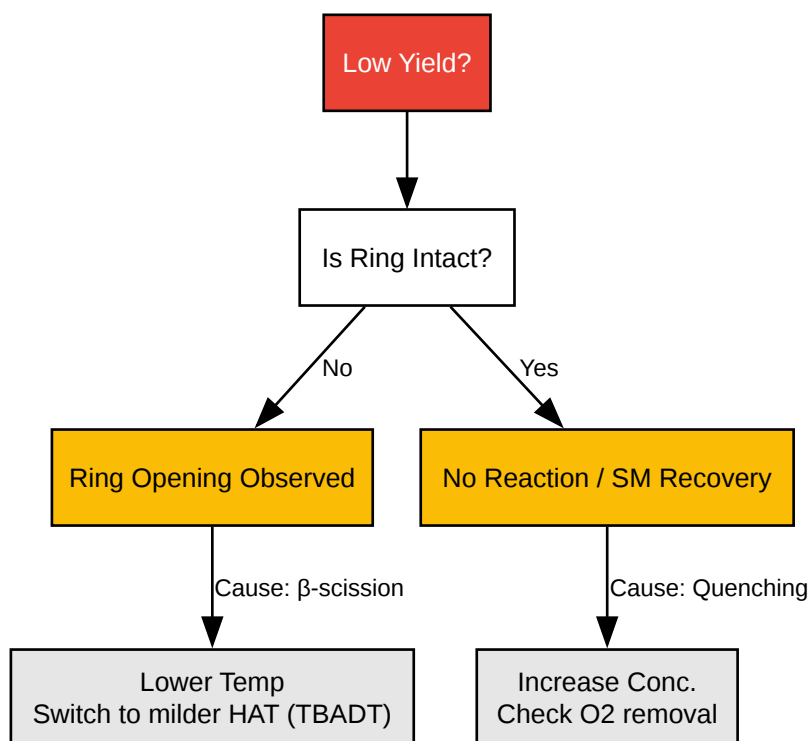 Low Yield?
Is Ring Intact?
No
Yes
Ring Opening Observed
No Reaction / SM Recovery
Cause: β-scission
Cause: Quenching
Lower Temp
Switch to milder HAT (TBADT)
Increase Conc.
Check O2 removal